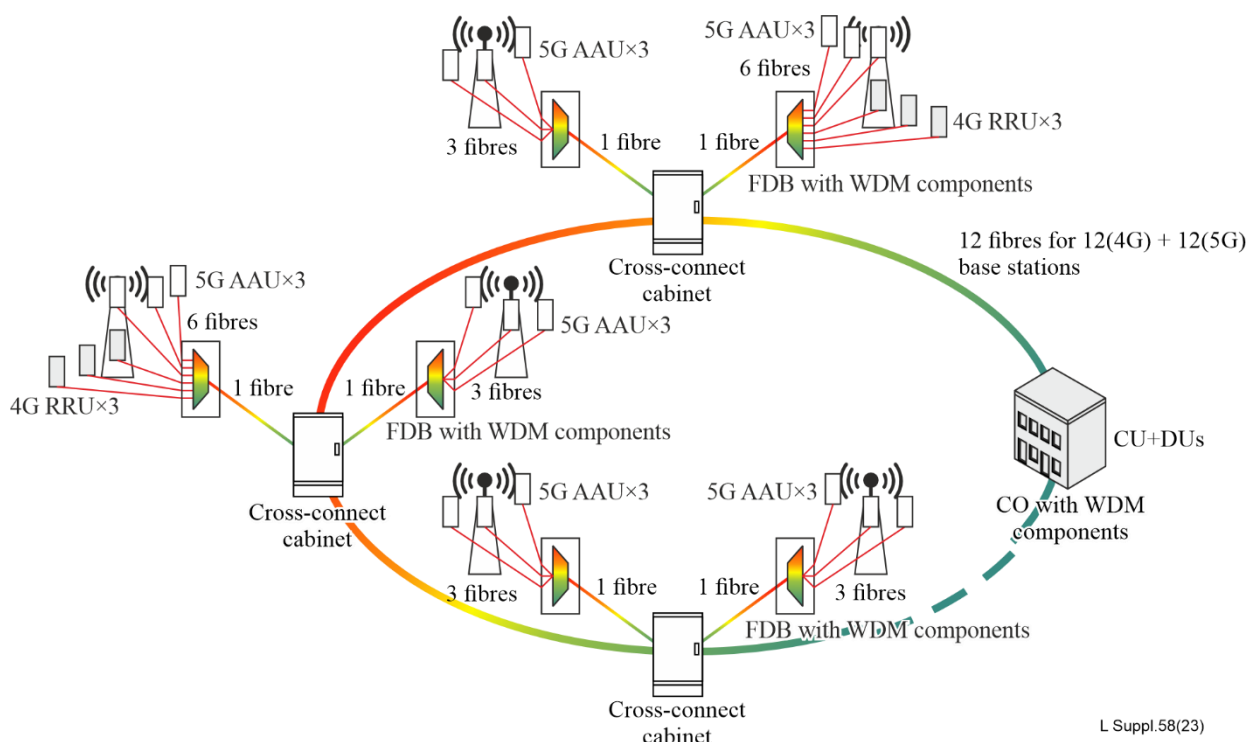 5G AAU×3
3 fibres
1 fibre
5G AAU×3
6 fibres
4G RRU×3
1 fibre
FDB with WDM components
Cross-connect
cabinet
12 fibres for 12(4G) + 12(5G)
base stations
5G AAU×3
6 fibres
4G RRU×3
1 fibre
1 fibre
5G AAU×3
3 fibres
FDB with WDM components
Cross-connect
cabinet
CU+DUs
CO with WDM
components
5G AAU×3
3 fibres
1 fibre
5G AAU×3
1 fibre
3 fibres
FDB with WDM components
Cross-connect
cabinet
L Suppl.58(23)